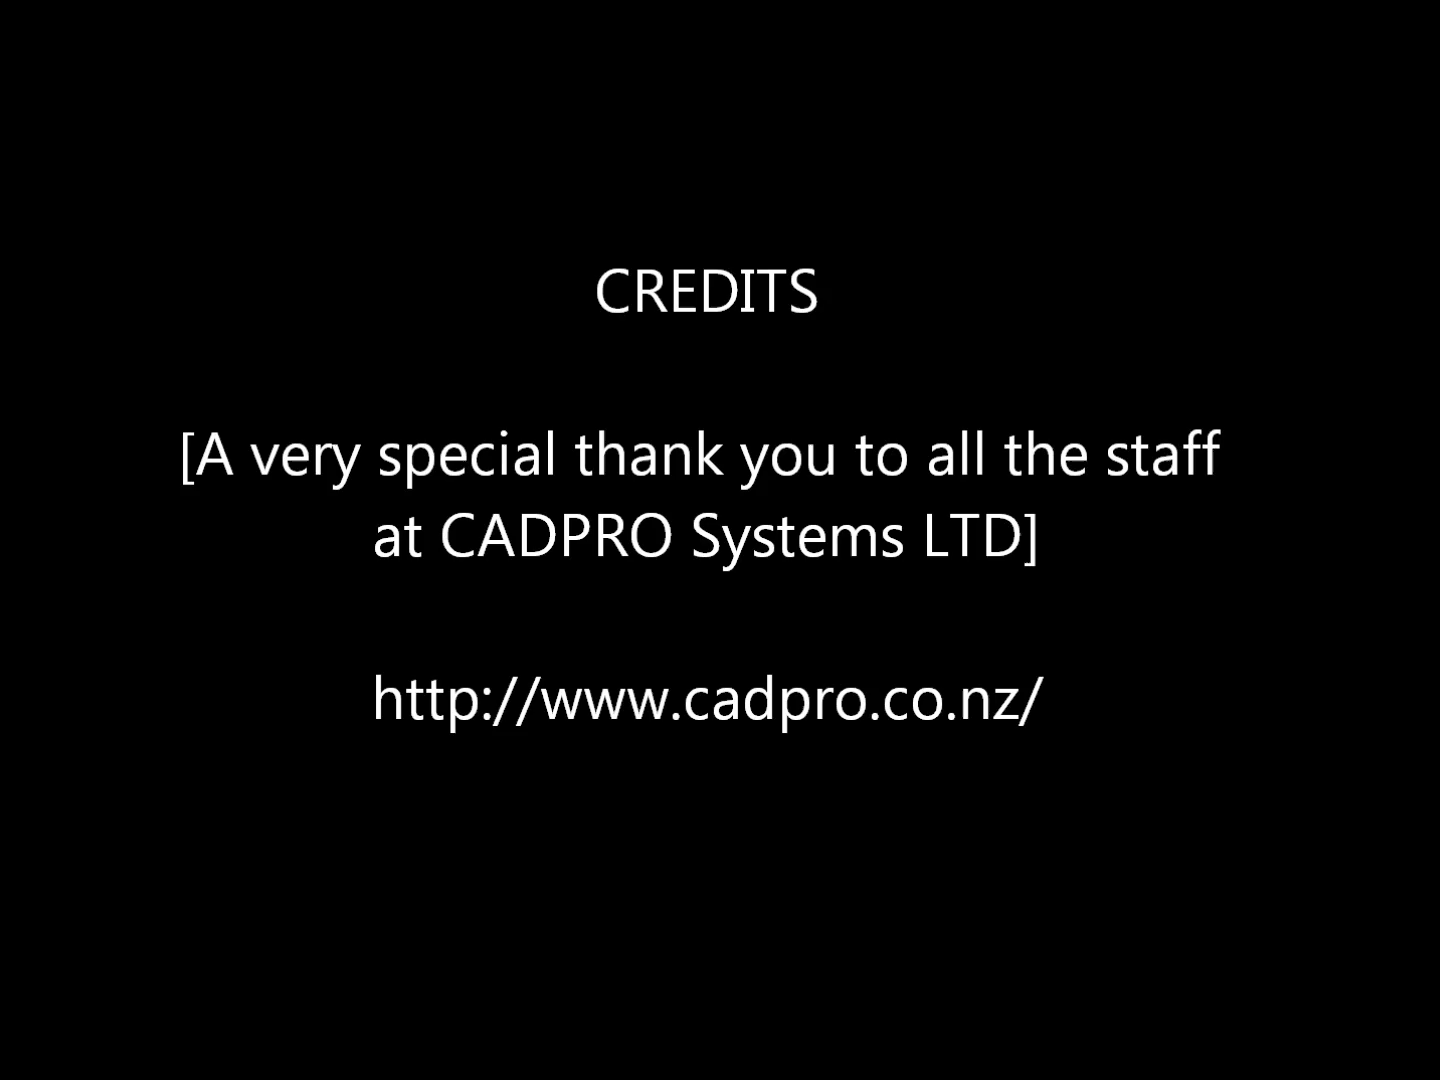 CREDITS
[A very special thank you to all the staff
at CADPRO Systems LTD]
http://www.cadpro.co.nz/